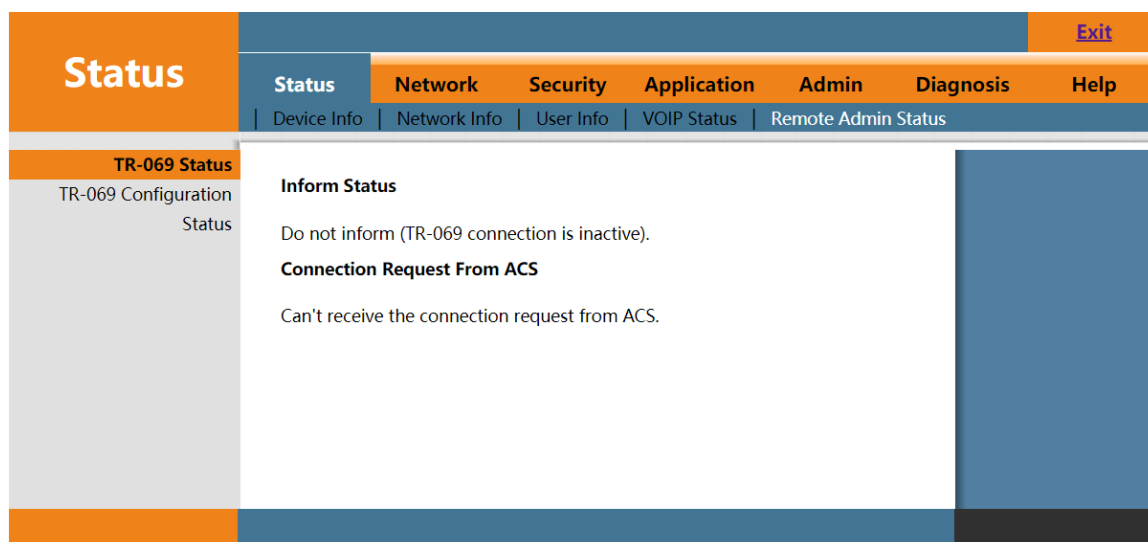 Exit
Status
Status Network Security Application Admin Diagnosis Help
Device Info | Network Info | User Info | VOIP Status | Remote Admin Status
TR-069 Status
TR-069 Configuration
Status
Inform Status
Do not inform (TR-069 connection is inactive).
Connection Request From ACS
Can't receive the connection request from ACS.